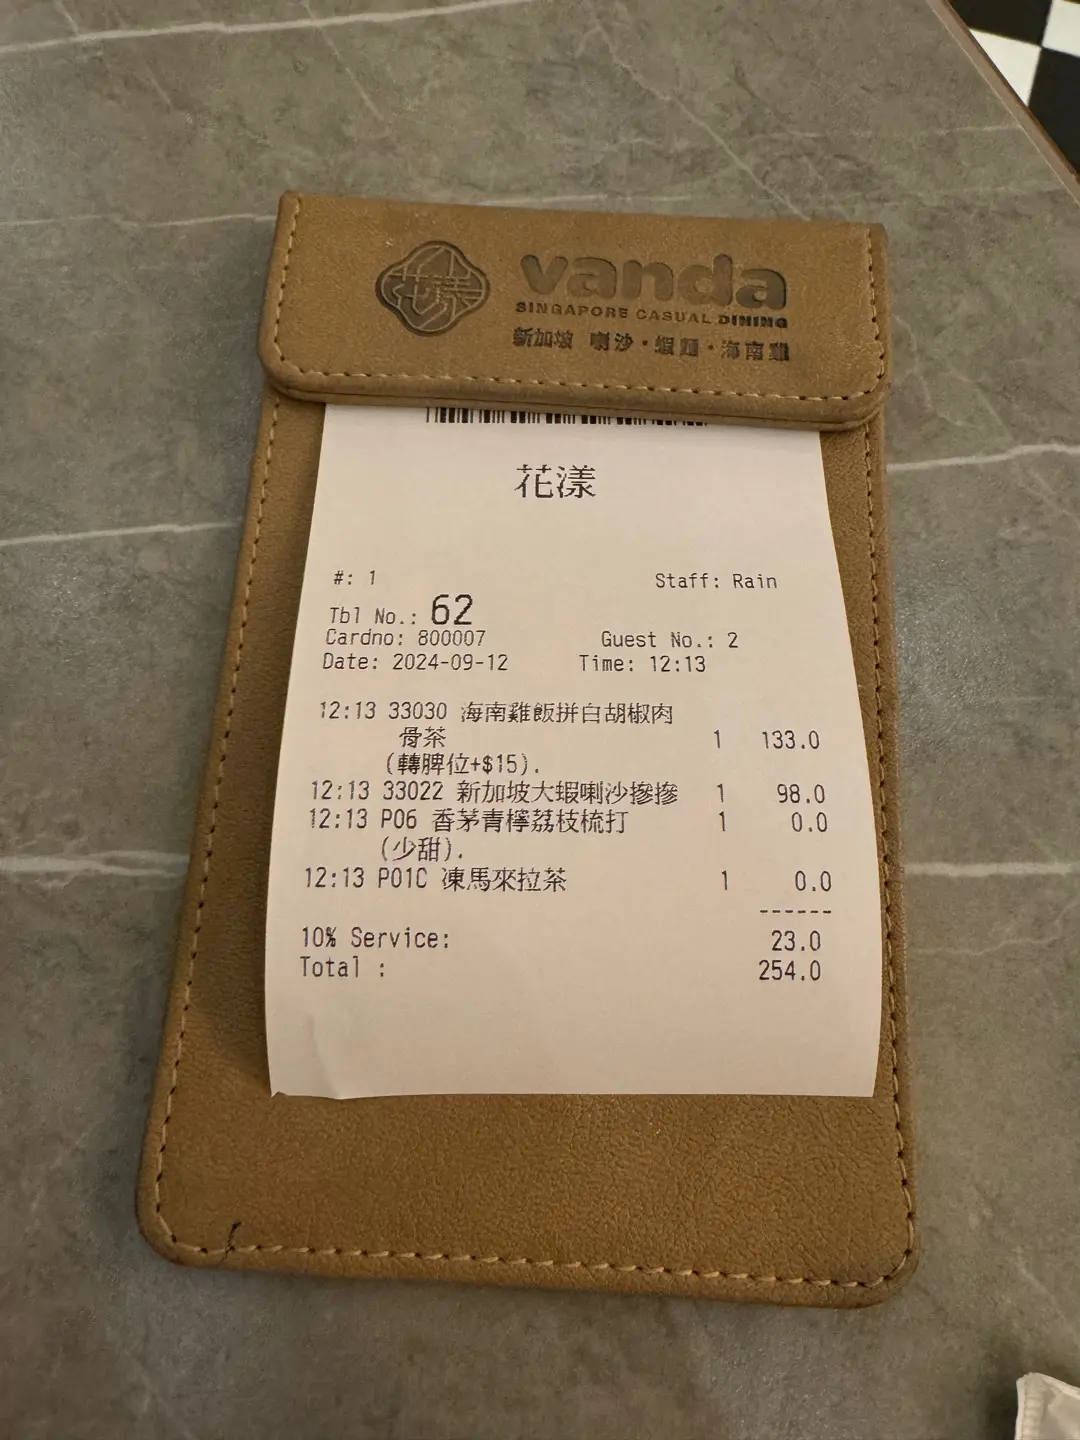 花漾
vanda
SINGAPORE CASUAL DINING
新加坡 喇沙・蝦麵・海南雞
花漾
#: 1 Staff: Rain
Tbl No.: 62
Cardno: 800007 Guest No.: 2
Date: 2024-09-12 Time: 12:13
12:13 33030 海南雞飯拼白胡椒肉
骨茶 1 133.0
(轉脾位+$15).
12:13 33022 新加坡大蝦喇沙摻摻 1 98.0
12:13 P06 香茅青檸荔枝梳打 1 0.0
(少甜).
12:13 P01C 凍馬來拉茶 1 0.0
------
10% Service: 23.0
Total : 254.0